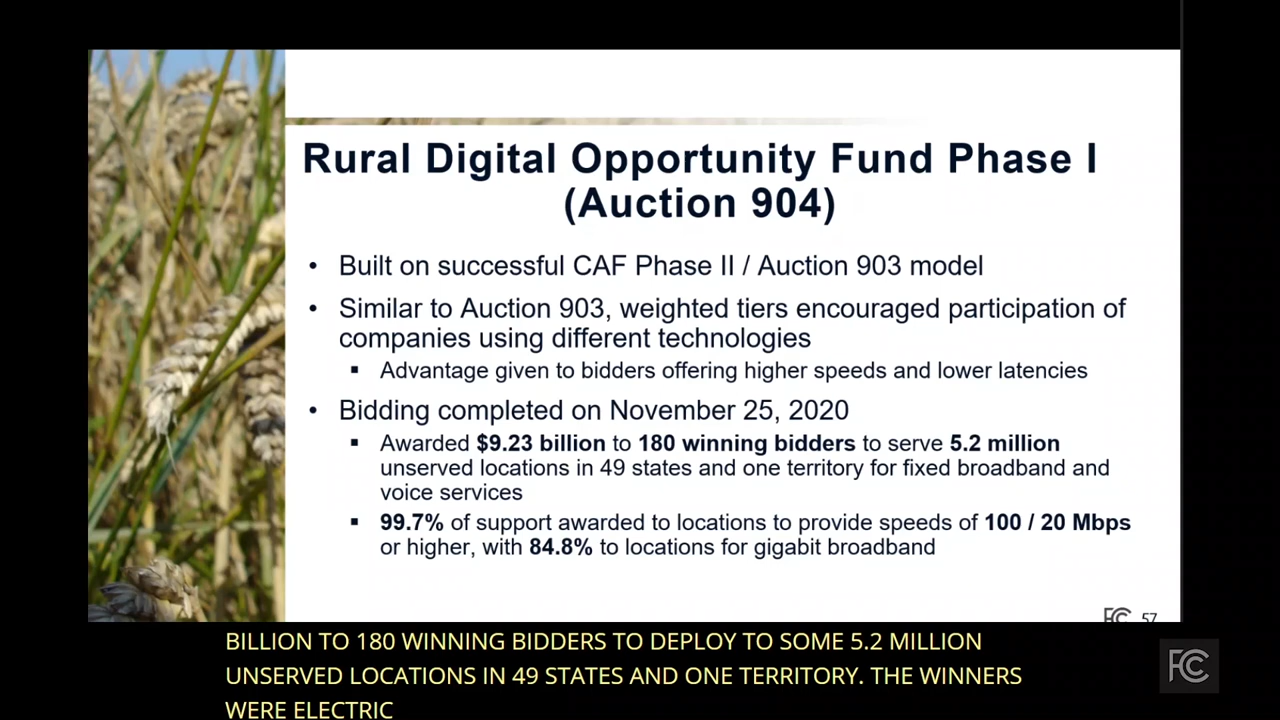 Rural Digital Opportunity Fund Phase I
(Auction 904)
• Built on successful CAF Phase II / Auction 903 model
• Similar to Auction 903, weighted tiers encouraged participation of
companies using different technologies
▪ Advantage given to bidders offering higher speeds and lower latencies
• Bidding completed on November 25, 2020
▪ Awarded $9.23 billion to 180 winning bidders to serve 5.2 million
unserved locations in 49 states and one territory for fixed broadband and
voice services
▪ 99.7% of support awarded to locations to provide speeds of 100 / 20 Mbps
or higher, with 84.8% to locations for gigabit broadband
FCC 57
BILLION TO 180 WINNING BIDDERS TO DEPLOY TO SOME 5.2 MILLION
UNSERVED LOCATIONS IN 49 STATES AND ONE TERRITORY. THE WINNERS
WERE ELECTRIC
FCC